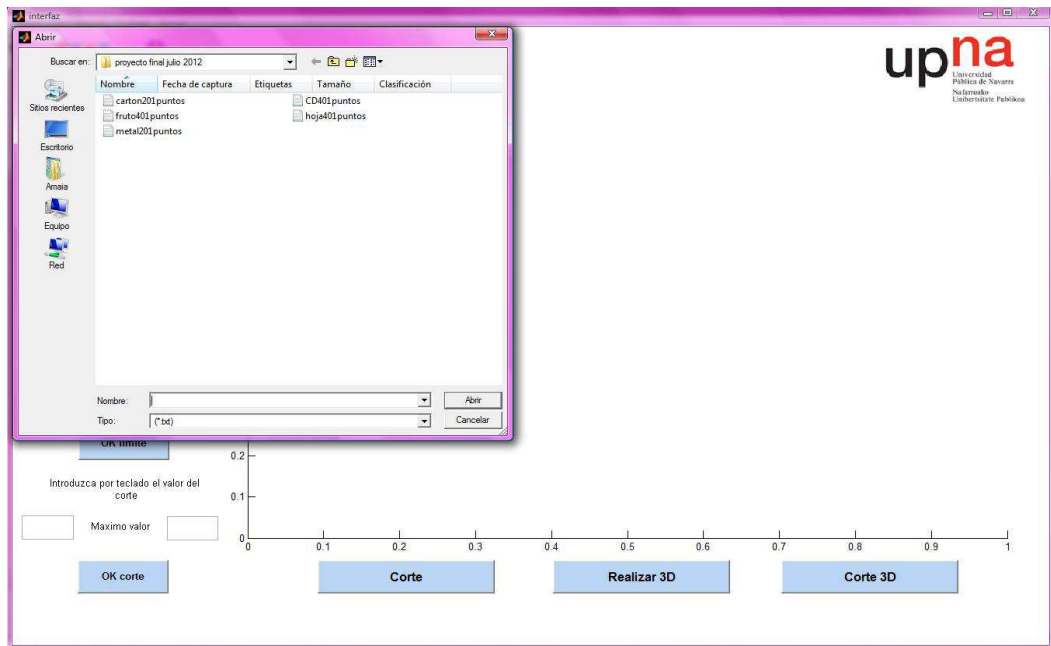 interfaz
Abrir
Buscar en: proyecto final julio 2012
Nombre Fecha de captura Etiquetas Tamaño Clasificación
carton201puntos CD401puntos
fruto401puntos hoja401puntos
metal201puntos
Sitios recientes
Escritorio
Amaia
Equipo
Red
Nombre: Abrir
Tipo: (*.txt) Cancelar
upna
Universidad
Pública de Navarra
Nafarroako
Unibertsitate Publikoa
OK limite
Introduzca por teclado el valor del
corte
Maximo valor
OK corte
0.2
0.1
0
0 0.1 0.2 0.3 0.4 0.5 0.6 0.7 0.8 0.9 1
Corte Realizar 3D Corte 3D